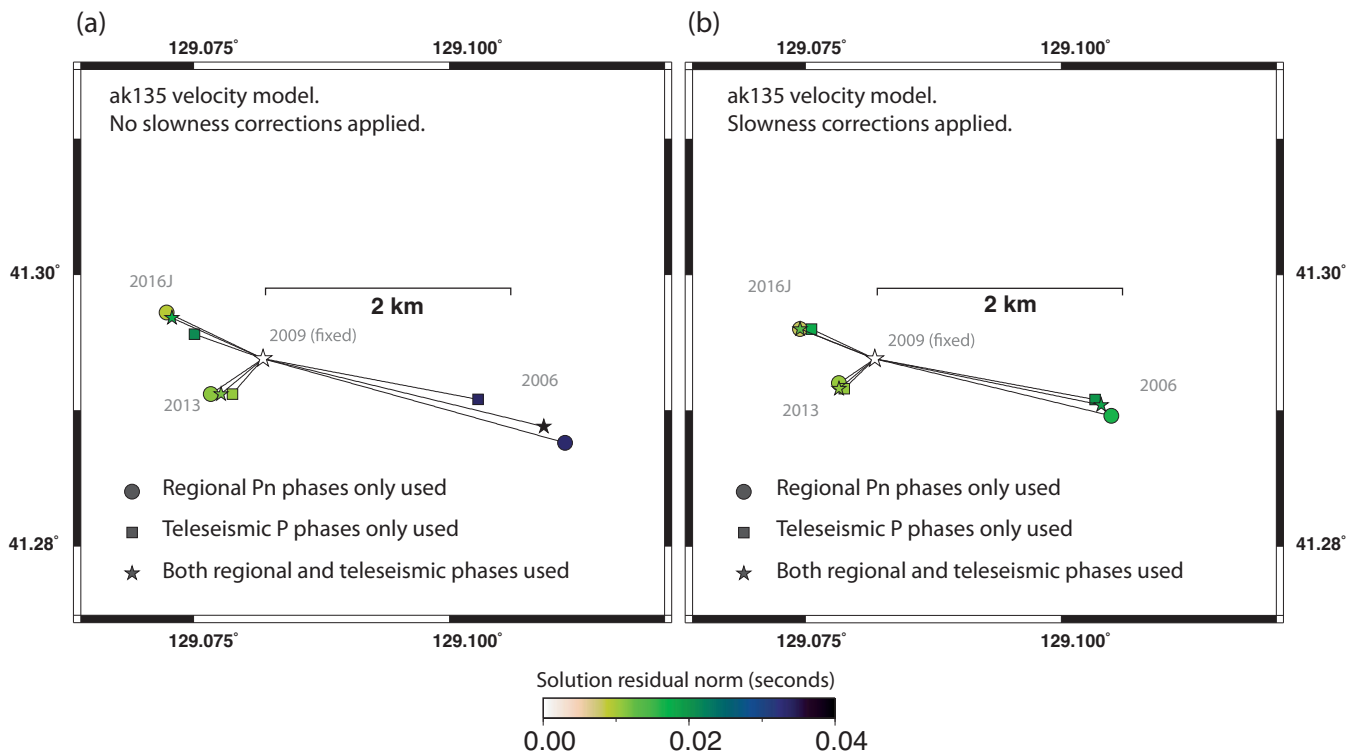 (a)
129.075°
129.100°
ak135 velocity model.
No slowness corrections applied.
41.30°
2016J
2 km
2009 (fixed)
2006
2013
Regional Pn phases only used
Teleseismic P phases only used
Both regional and teleseismic phases used
41.28°
129.075°
129.100°
(b)
129.075°
129.100°
ak135 velocity model.
Slowness corrections applied.
41.30°
2016J
2 km
2009 (fixed)
2006
2013
Regional Pn phases only used
Teleseismic P phases only used
Both regional and teleseismic phases used
41.28°
129.075°
129.100°
Solution residual norm (seconds)
0.00
0.02
0.04